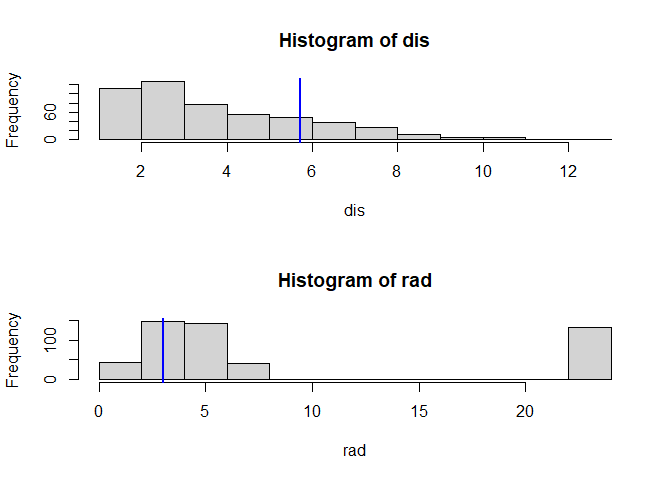 Histogram of dis
Frequency
60
0
2 4 6 8 10 12
dis
Histogram of rad
Frequency
100
0
0 5 10 15 20
rad